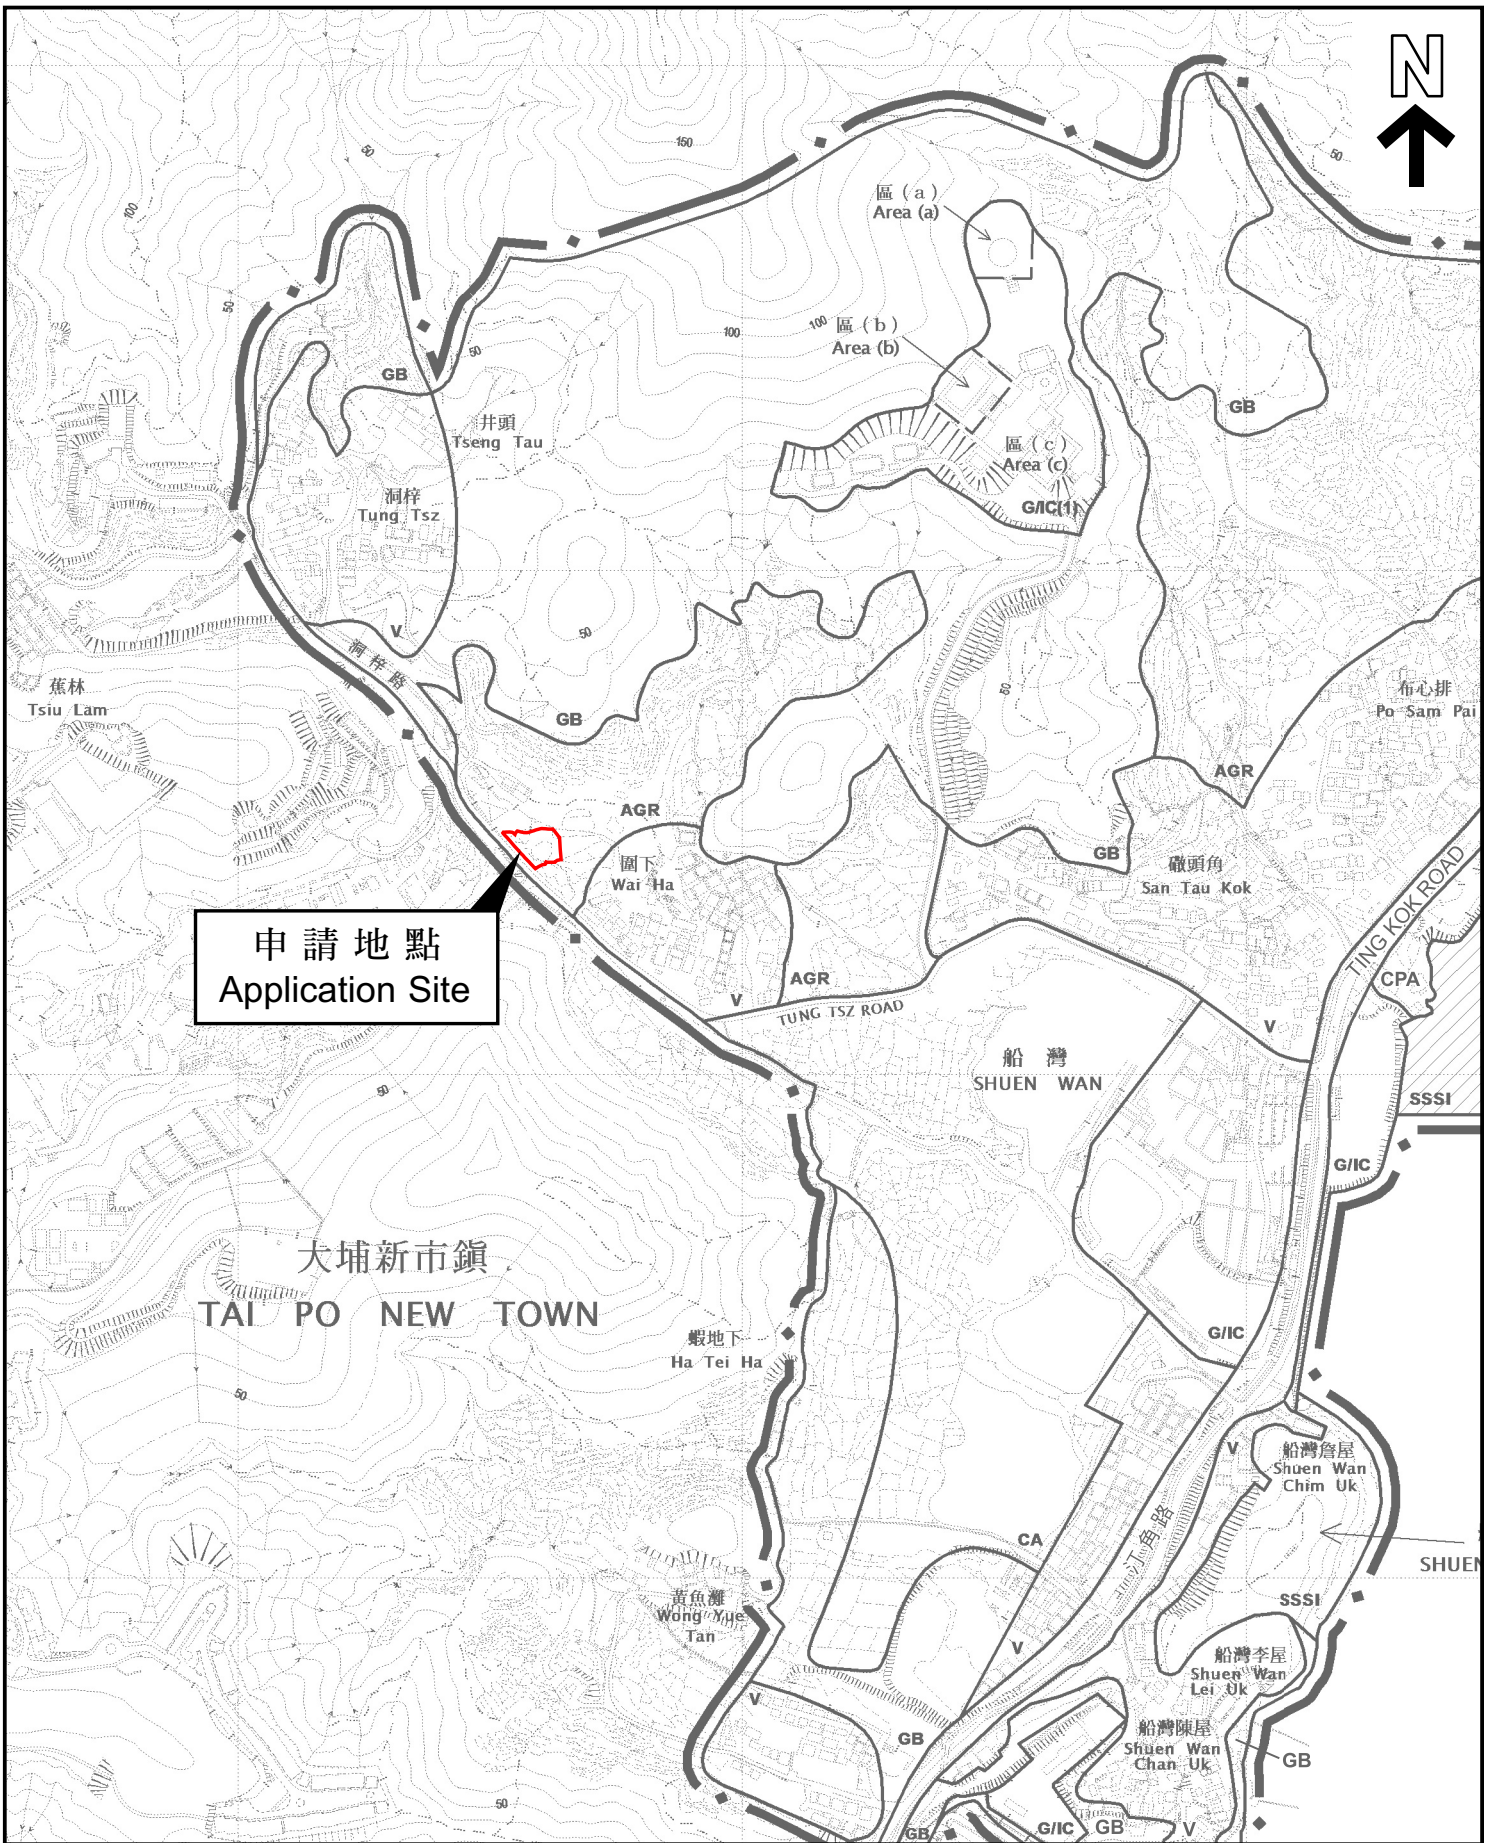 N
50
150
50
100
區 ( a )
Area (a)
50
100
100
區 ( b )
Area (b)
50
GB
GB
井頭
Tseng Tau
區 ( c )
Area (c)
洞梓
Tung Tsz
G/IC(1)
V
50
洞梓路
蕉林
Tsiu Lam
50
布心排
Po Sam Pai
GB
AGR
AGR
圍下
Wai Ha
GB
磡頭角
San Tau Kok
申請地點
Application Site
TING KOK ROAD
AGR
CPA
V
TUNG TSZ ROAD
V
船灣
SHUEN WAN
50
SSSI
G/IC
大埔新市鎮
TAI PO NEW TOWN
蝦地下
Ha Tei Ha
G/IC
50
V
船灣詹屋
Shuen Wan
Chim Uk
汀角路
CA
SHUEN
黃魚灘
Wong Yue
Tan
SSSI
V
船灣李屋
Shuen Wan
Lei Uk
V
GB
船灣陳屋
Shuen Wan
Chan Uk
GB
50
GB
G/IC
GB
V